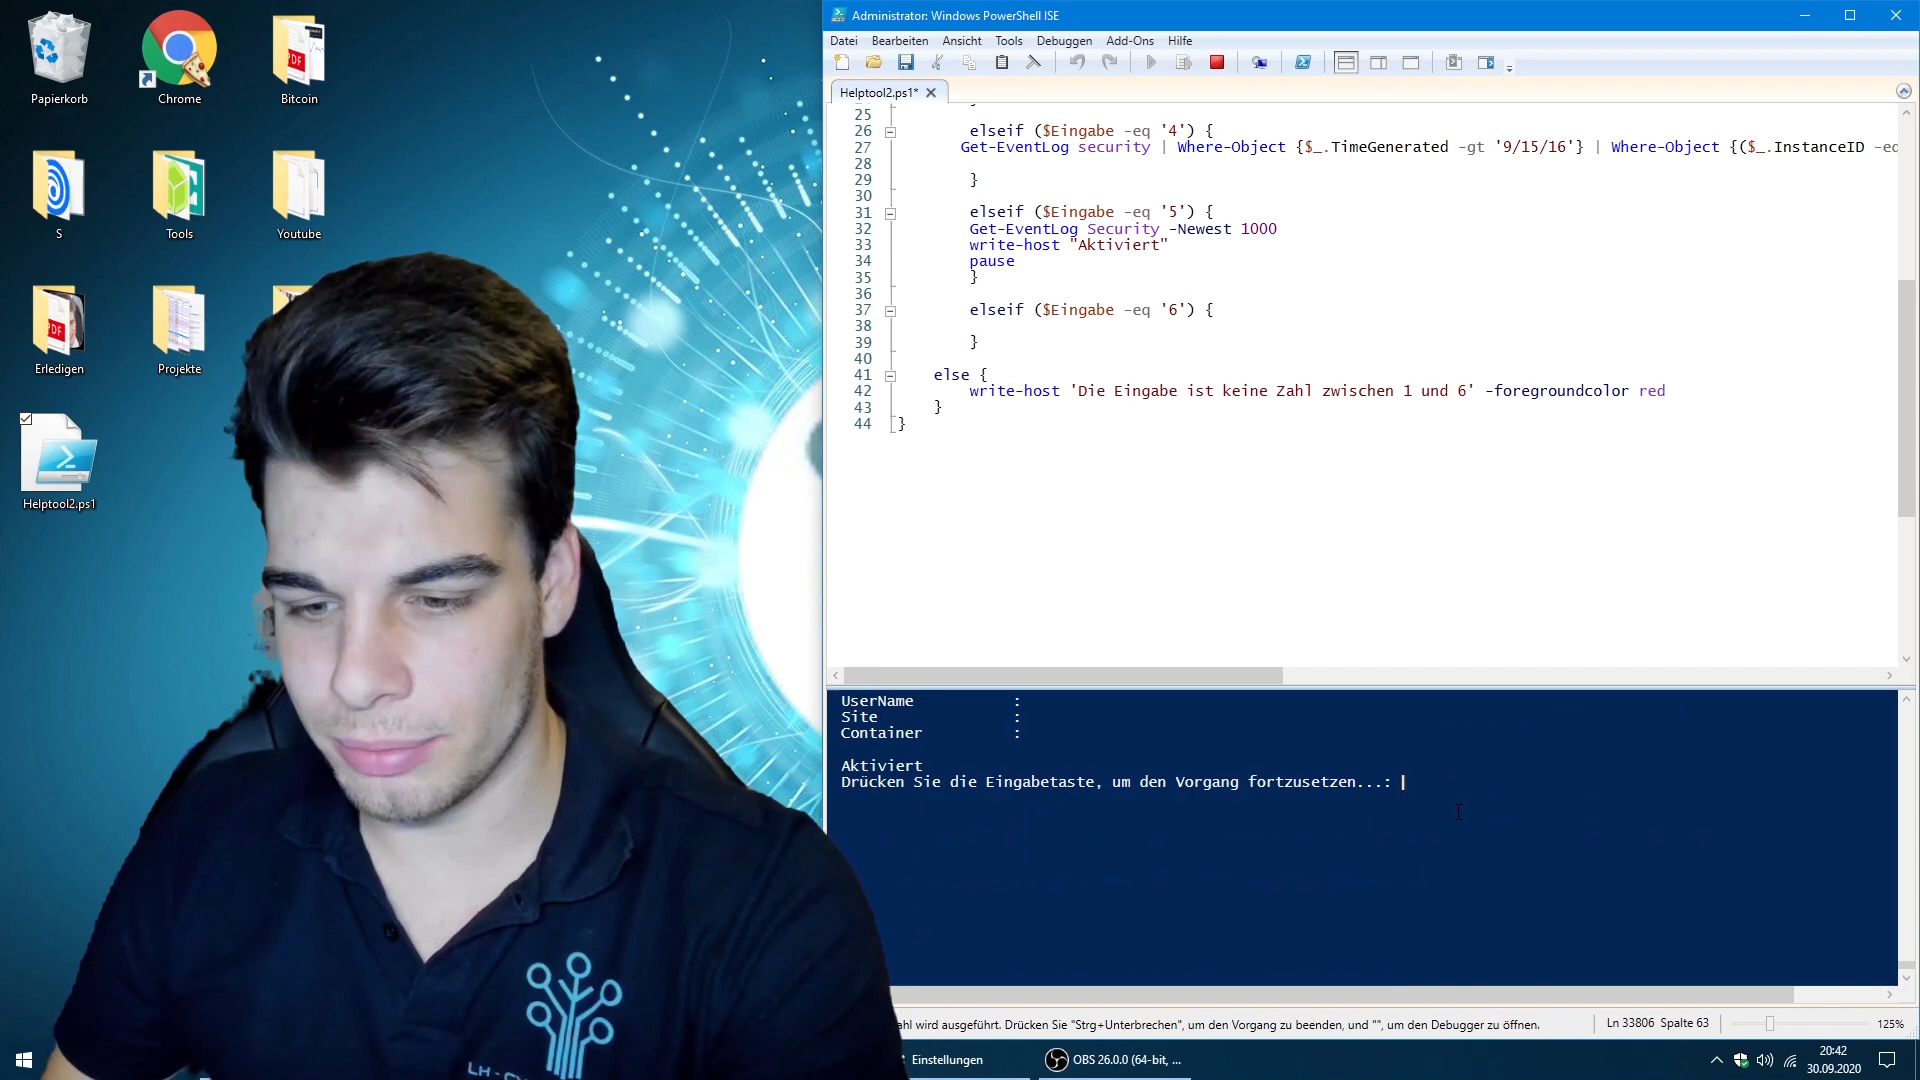 Papierkorb
Chrome
Bitcoin
S
Tools
Youtube
Erledigen
Projekte
Helptool2.ps1
Administrator: Windows PowerShell ISE
Datei Bearbeiten Ansicht Tools Debuggen Add-Ons Hilfe
Helptool2.ps1*
25
26 elseif ($Eingabe -eq '4') {
27 Get-EventLog security | Where-Object {$_.TimeGenerated -gt '9/15/16'} | Where-Object {($_.InstanceID -eq
28
29 }
30
31 elseif ($Eingabe -eq '5') {
32 Get-EventLog Security -Newest 1000
33 write-host "Aktiviert"
34 pause
35 }
36
37 elseif ($Eingabe -eq '6') {
38
39 }
40
41 else {
42 write-host 'Die Eingabe ist keine Zahl zwischen 1 und 6' -foregroundcolor red
43 }
44 }
UserName :
Site :
Container :
Aktiviert
Drücken Sie die Eingabetaste, um den Vorgang fortzusetzen...:
wird ausgeführt. Drücken Sie "Strg+Unterbrechen", um den Vorgang zu beenden, und "", um den Debugger zu öffnen.
Ln 33806 Spalte 63
125%
Einstellungen
OBS 26.0.0 (64-bit, ...
20:42
30.09.2020
PDF
PDF